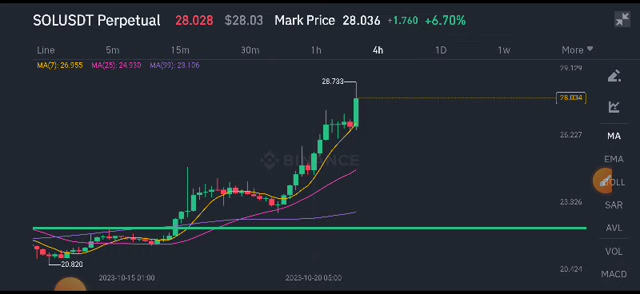 SOLUSDT Perpetual 28.028 $28.03 Mark Price 28.036 +1.760 +6.70%
Line 5m 15m 30m 1h 4h 1D 1w More
MA(7): 26.955 MA(25): 24.930 MA(99): 23.106
29.129
28.733
28.034
26.227
23.326
20.424
20.820
BINANCE
2023-10-15 01:00 2023-10-20 05:00
MA
EMA
BOLL
SAR
AVL
VOL
MACD